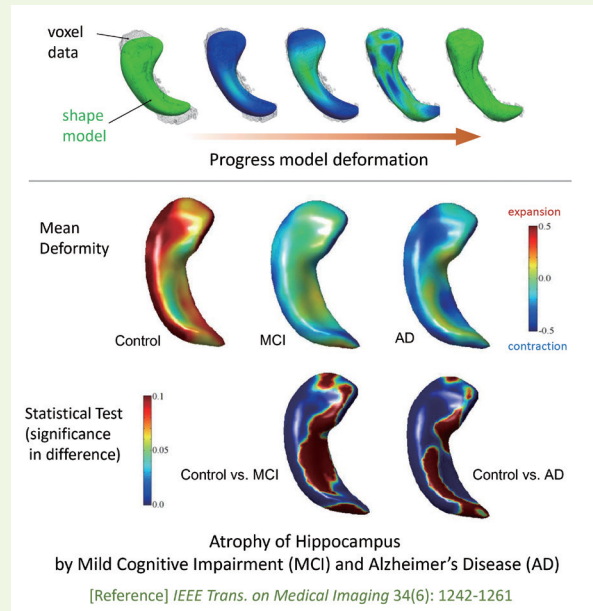 voxel
data
shape
model
Progress model deformation
Mean
Deformity
Control
MCI
AD
expansion
0.5
0.0
-0.5
contraction
Statistical Test
(significance
in difference)
0.1
0.05
0.0
Control vs. MCI
Control vs. AD
Atrophy of Hippocampus
by Mild Cognitive Impairment (MCI) and Alzheimer’s Disease (AD)
[Reference] IEEE Trans. on Medical Imaging 34(6): 1242-1261